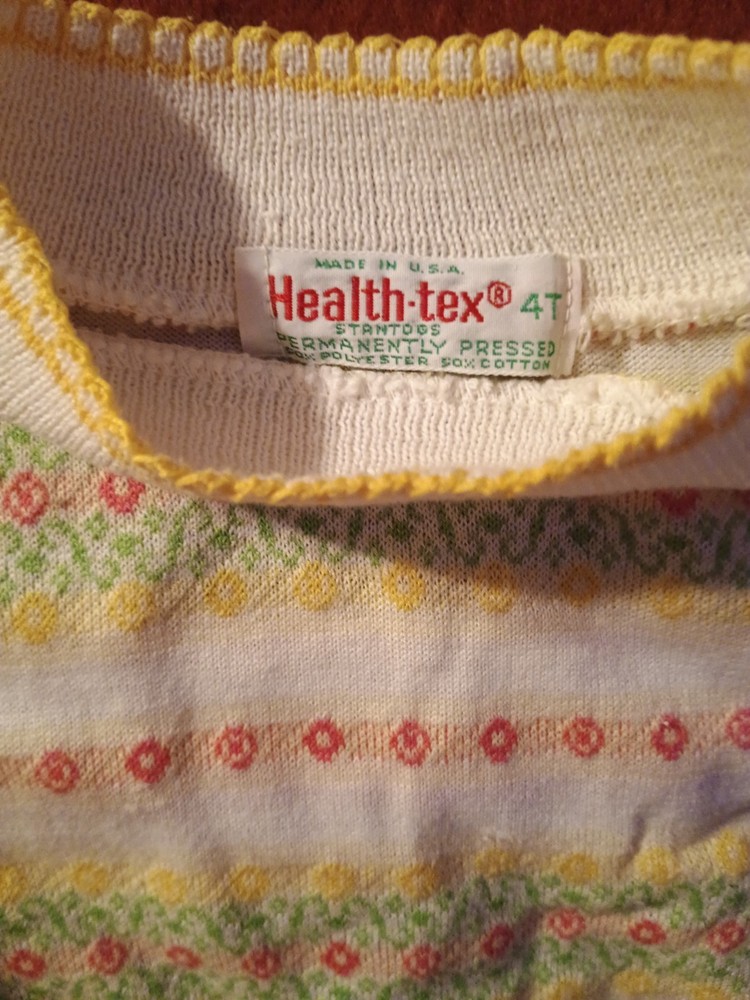 MADE IN U.S.A.
Health·tex® 4T
STANTOGS
PERMANENTLY PRESSED
50% POLYESTER 50% COTTON